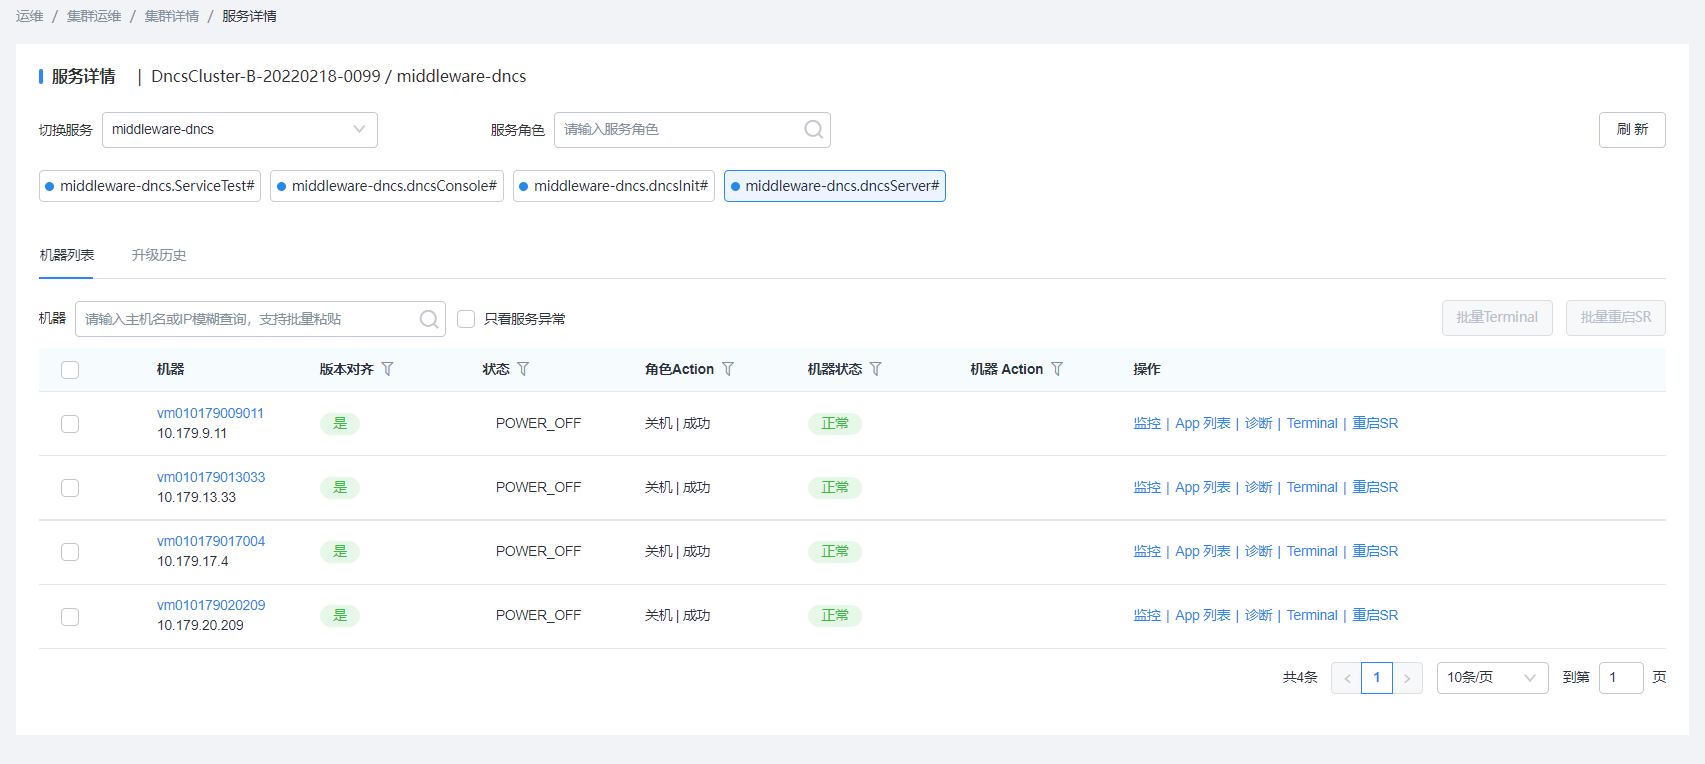 运维 / 集群运维 / 集群详情 / 服务详情
服务详情 | DncsCluster-B-20220218-0099 / middleware-dncs
切换服务 middleware-dncs 服务角色 请输入服务角色 刷 新
middleware-dncs.ServiceTest# middleware-dncs.dncsConsole# middleware-dncs.dncsInit# middleware-dncs.dncsServer#
机器列表 升级历史
机器 请输入主机名或IP模糊查询，支持批量粘贴 只看服务异常 批量Terminal 批量重启SR
机器 版本对齐 状态 角色Action 机器状态 机器 Action 操作
vm010179009011
10.179.9.11 是 POWER_OFF 关机 | 成功 正常 监控 | App 列表 | 诊断 | Terminal | 重启SR
vm010179013033
10.179.13.33 是 POWER_OFF 关机 | 成功 正常 监控 | App 列表 | 诊断 | Terminal | 重启SR
vm010179017004
10.179.17.4 是 POWER_OFF 关机 | 成功 正常 监控 | App 列表 | 诊断 | Terminal | 重启SR
vm010179020209
10.179.20.209 是 POWER_OFF 关机 | 成功 正常 监控 | App 列表 | 诊断 | Terminal | 重启SR
共4条 < 1 > 10条/页 到第 1 页